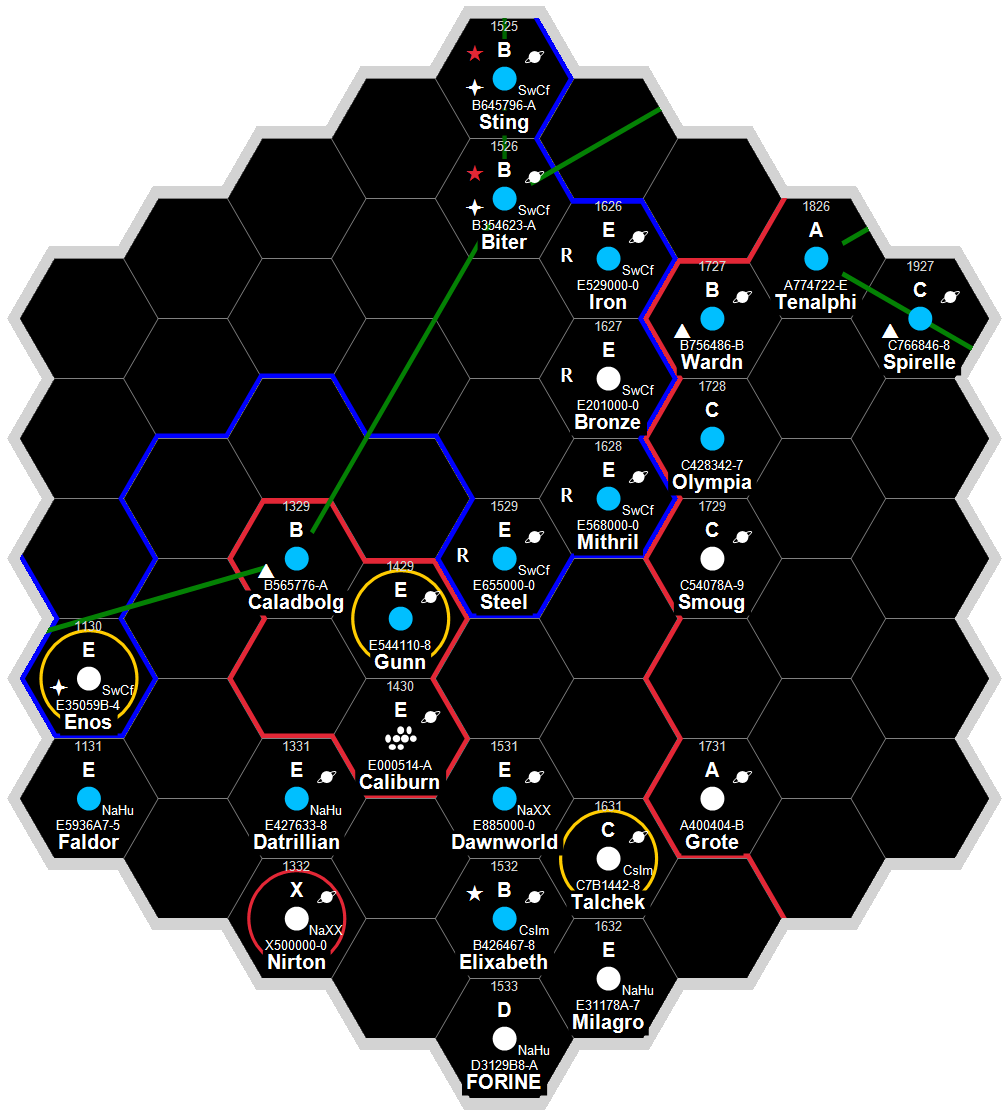 1525
B
SwCf
B645796-A
Sting
1526
B
SwCf
B354623-A
Biter
1626
E
R
SwCf
E529000-0
Iron
1826
A
A774722-E
Tenalphi
1727
B
B756486-B
Wardn
1927
C
C766846-8
Spirelle
1627
E
R
SwCf
E201000-0
Bronze
1728
C
C428342-7
Olympia
1628
E
R
SwCf
E568000-0
Mithril
1329
B
B565776-A
Caladbolg
1529
E
R
SwCf
E655000-0
Steel
1729
C
C54078A-9
Smoug
1429
E
E544110-8
Gunn
1130
E
SwCf
E35059B-4
Enos
1430
E
E000514-A
Caliburn
1131
E
NaHu
E5936A7-5
Faldor
1331
E
NaHu
E427633-8
Datrillian
1531
E
NaXX
E885000-0
Dawnworld
1731
A
A400404-B
Grote
1631
C
CsIm
C7B1442-8
Talchek
1332
X
NaXX
X500000-0
Nirton
1532
B
CsIm
B426467-8
Elixabeth
1632
E
NaHu
E31178A-7
Milagro
1533
D
NaHu
D3129B8-A
FORINE